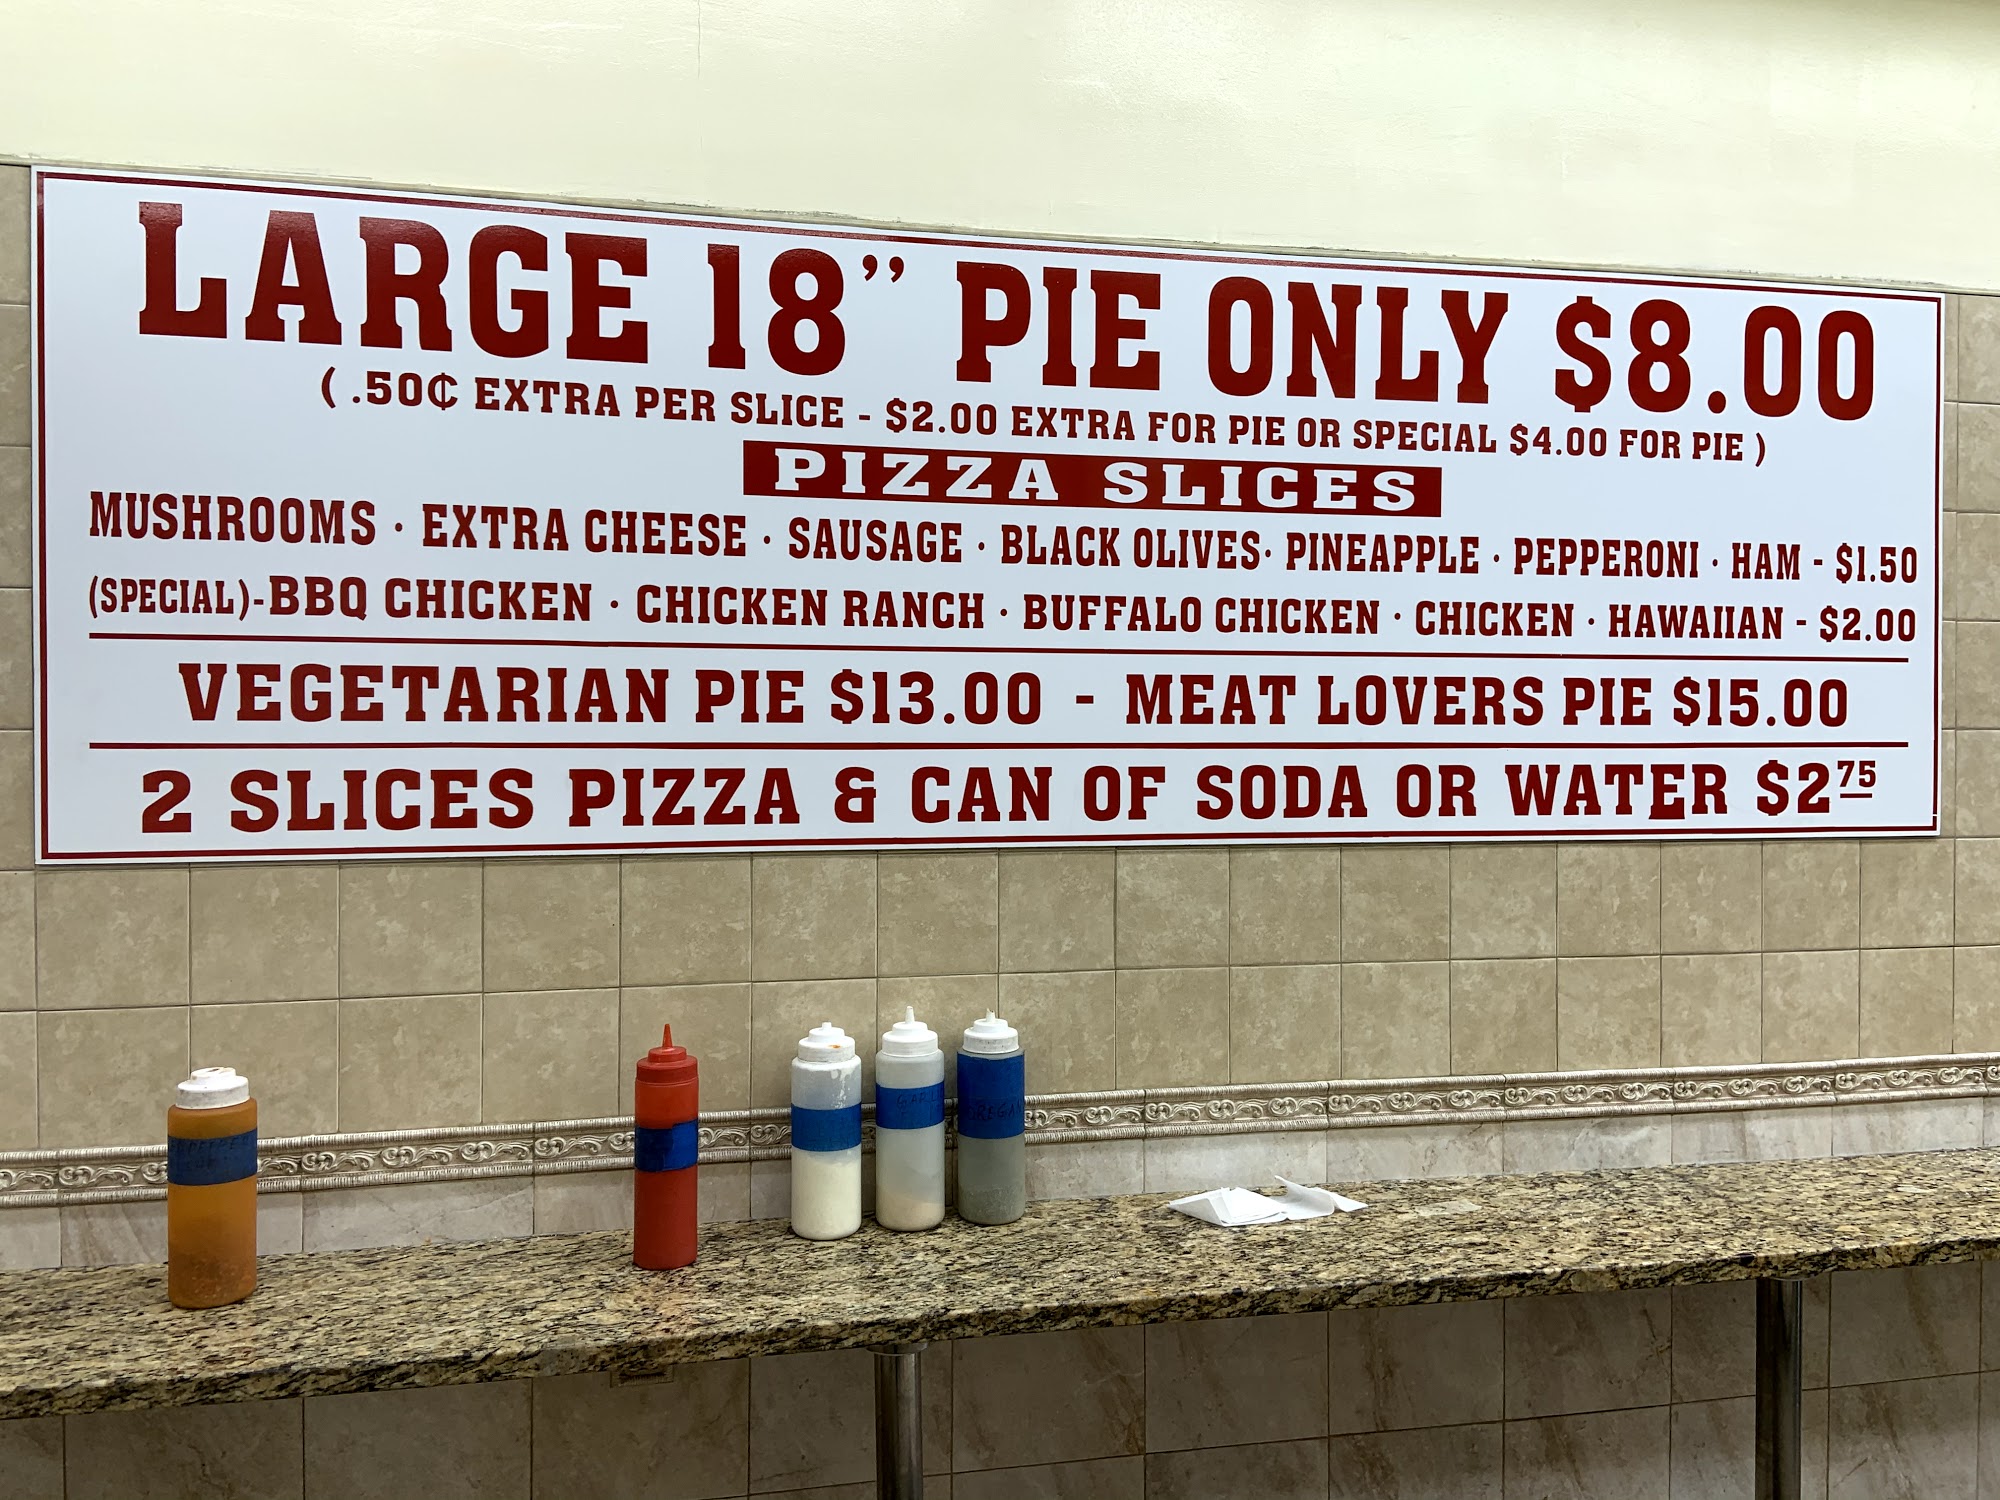 LARGE 18” PIE ONLY $8.00
( .50₵ EXTRA PER SLICE - $2.00 EXTRA FOR PIE OR SPECIAL $4.00 FOR PIE )
PIZZA SLICES
MUSHROOMS · EXTRA CHEESE · SAUSAGE · BLACK OLIVES· PINEAPPLE · PEPPERONI · HAM - $1.50
(SPECIAL)-BBQ CHICKEN · CHICKEN RANCH · BUFFALO CHICKEN · CHICKEN · HAWAIIAN - $2.00
VEGETARIAN PIE $13.00 - MEAT LOVERS PIE $15.00
2 SLICES PIZZA & CAN OF SODA OR WATER $2 75